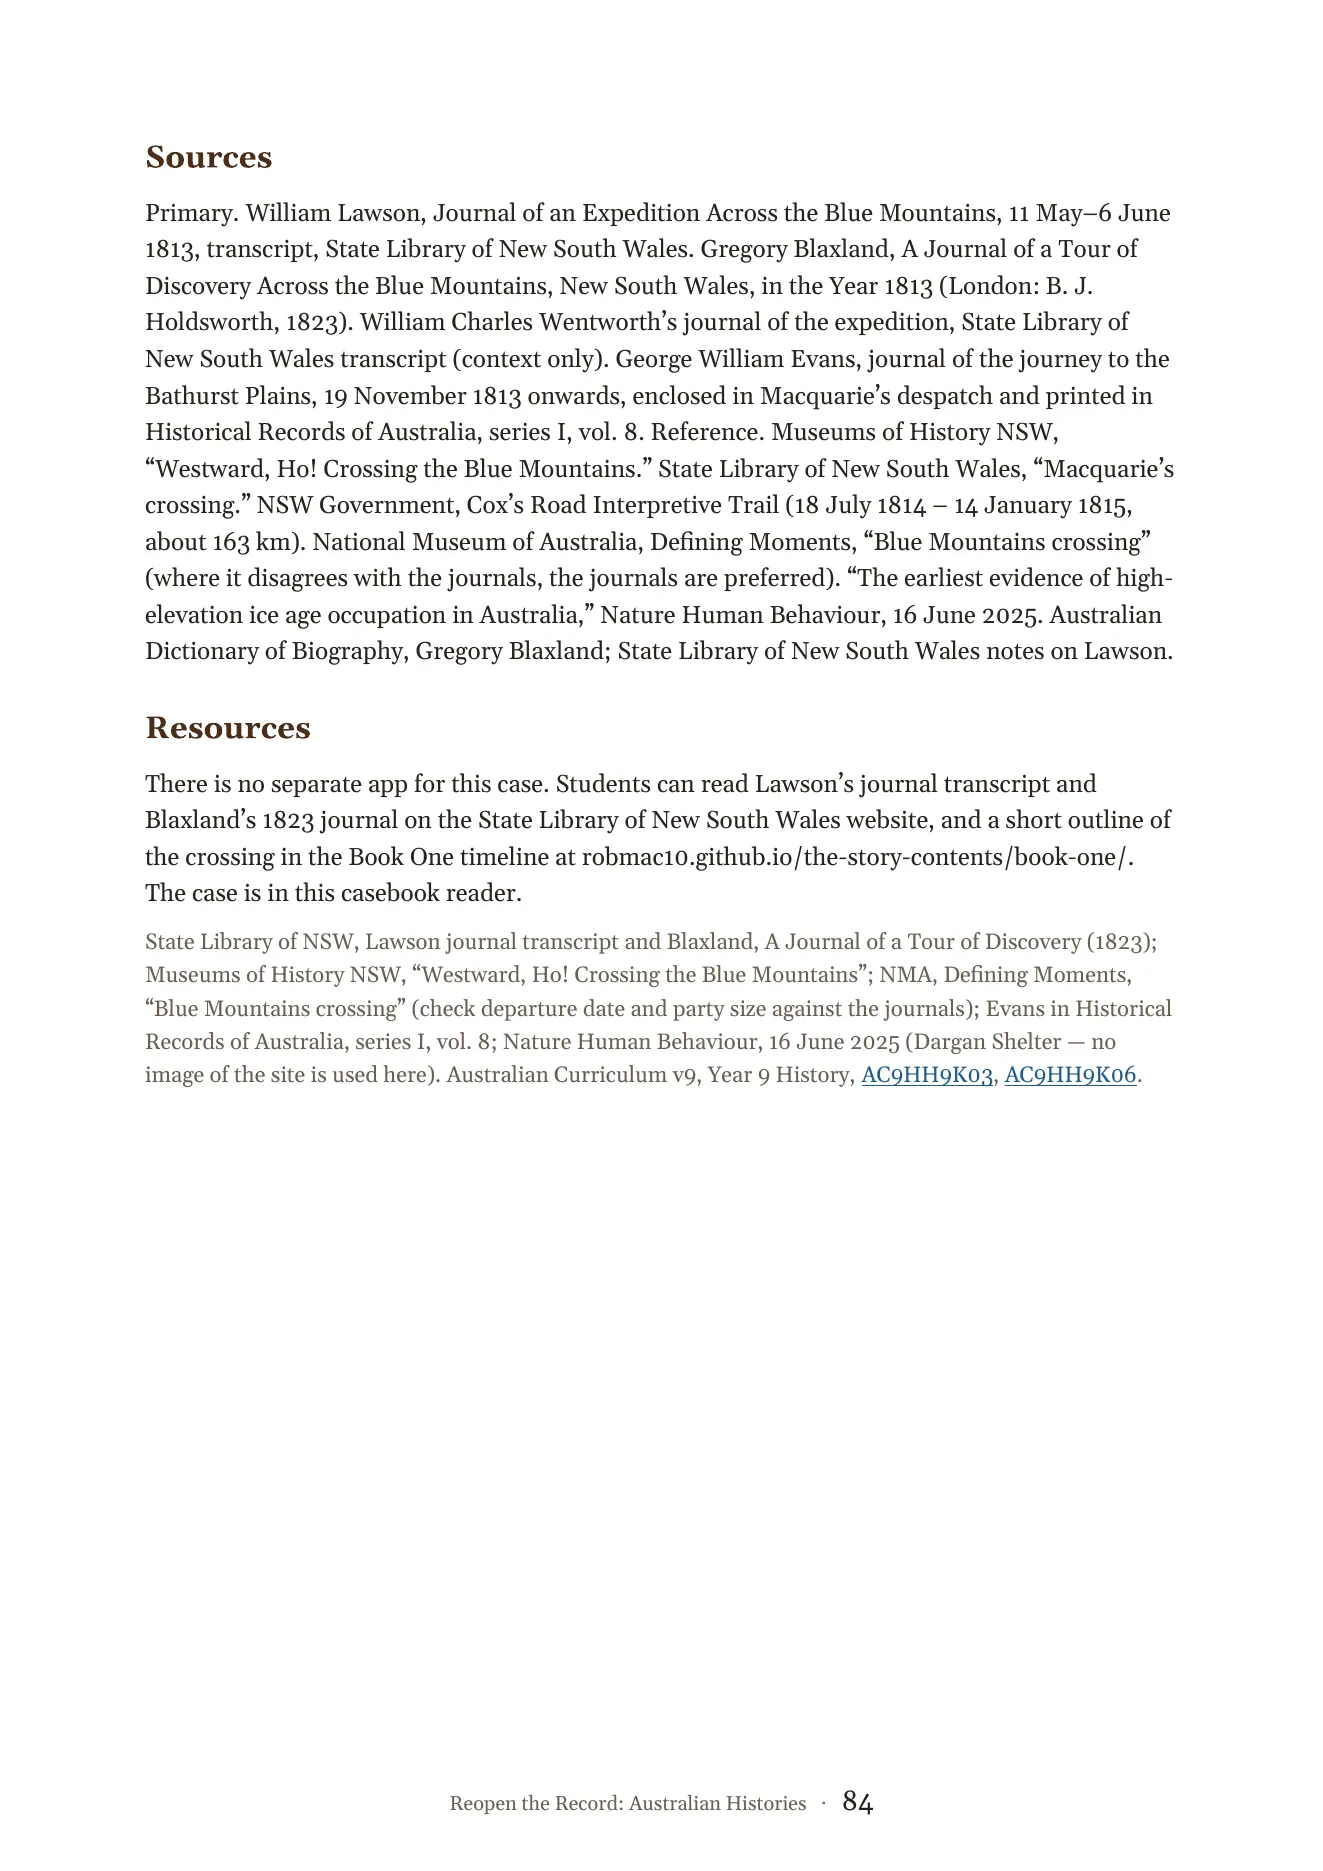 Sources
Primary. William Lawson, Journal of an Expedition Across the Blue Mountains, 11 May–6 June
1813, transcript, State Library of New South Wales. Gregory Blaxland, A Journal of a Tour of
Discovery Across the Blue Mountains, New South Wales, in the Year 1813 (London: B. J.
Holdsworth, 1823). William Charles Wentworth’s journal of the expedition, State Library of
New South Wales transcript (context only). George William Evans, journal of the journey to the
Bathurst Plains, 19 November 1813 onwards, enclosed in Macquarie’s despatch and printed in
Historical Records of Australia, series I, vol. 8. Reference. Museums of History NSW,
“Westward, Ho! Crossing the Blue Mountains.” State Library of New South Wales, “Macquarie’s
crossing.” NSW Government, Cox’s Road Interpretive Trail (18 July 1814 – 14 January 1815,
about 163 km). National Museum of Australia, Defining Moments, “Blue Mountains crossing”
(where it disagrees with the journals, the journals are preferred). “The earliest evidence of high-
elevation ice age occupation in Australia,” Nature Human Behaviour, 16 June 2025. Australian
Dictionary of Biography, Gregory Blaxland; State Library of New South Wales notes on Lawson.
Resources
There is no separate app for this case. Students can read Lawson’s journal transcript and
Blaxland’s 1823 journal on the State Library of New South Wales website, and a short outline of
the crossing in the Book One timeline at robmac10.github.io/the-story-contents/book-one/.
The case is in this casebook reader.
State Library of NSW, Lawson journal transcript and Blaxland, A Journal of a Tour of Discovery (1823);
Museums of History NSW, “Westward, Ho! Crossing the Blue Mountains”; NMA, Defining Moments,
“Blue Mountains crossing” (check departure date and party size against the journals); Evans in Historical
Records of Australia, series I, vol. 8; Nature Human Behaviour, 16 June 2025 (Dargan Shelter — no
image of the site is used here). Australian Curriculum v9, Year 9 History, AC9HH9K03, AC9HH9K06.
Reopen the Record: Australian Histories · 84